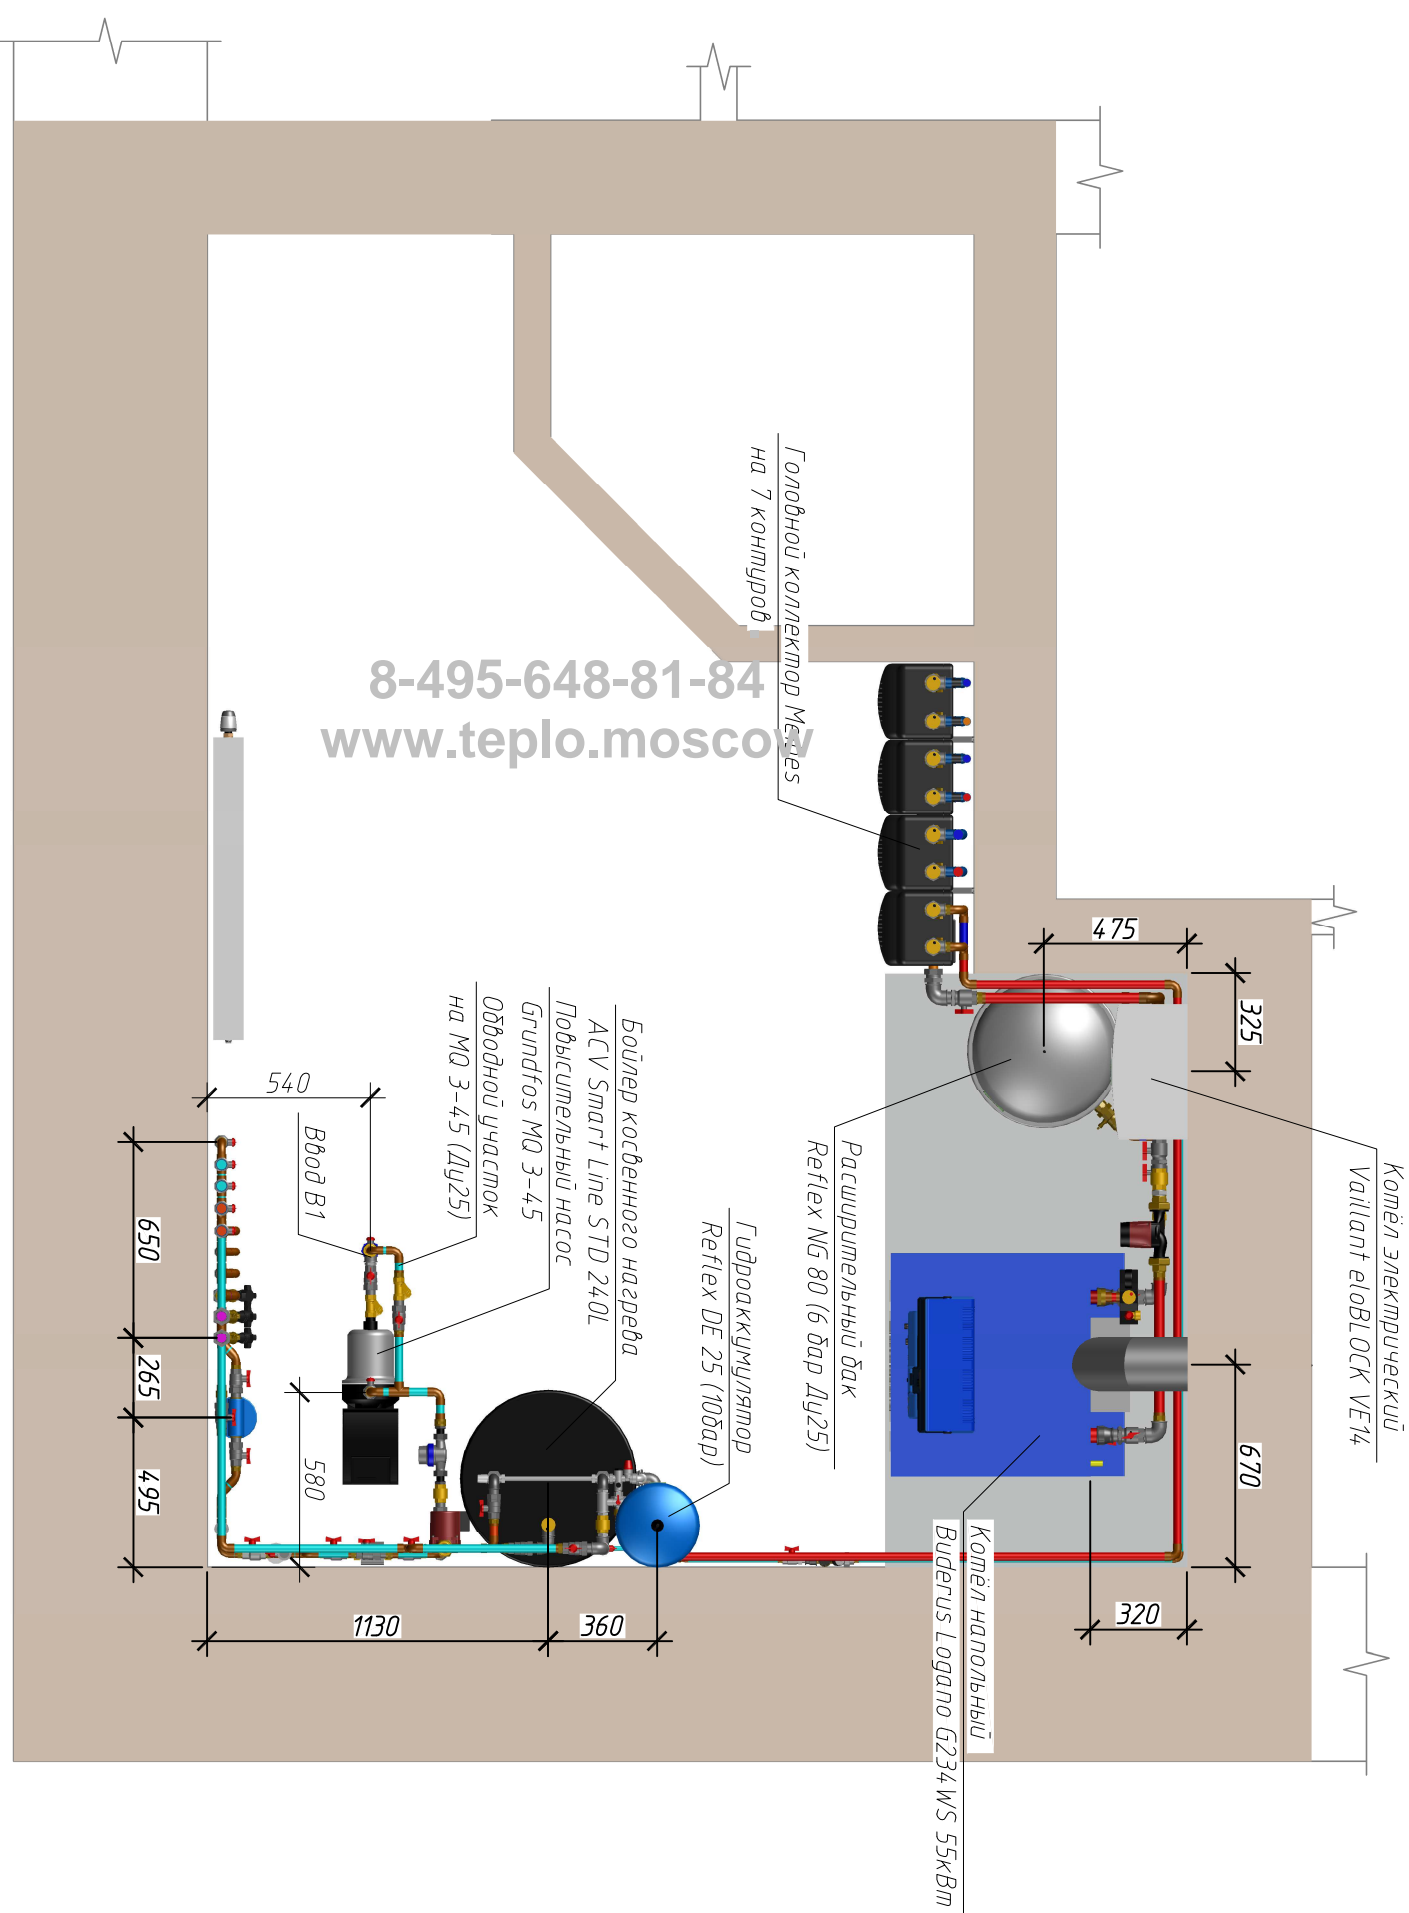 Котёл электрический
Vaillant eloBLOCK VE14
475
325
670
320
Котёл напольный
Buderus Logano G234WS 55кВт
Расширительный бак
Reflex NG 80 (6 бар Ду25)
Головной коллектор Meibes
на 7 контуров
8-495-648-81-84
www.teplo.moscow
Гидроаккумулятор
Reflex DE 25 (10бар)
Бойлер косвенного нагрева
ACV Smart Line STD 240L
Повысительный насос
Grundfos MQ 3-45
Обводной участок
на MQ 3-45 (Ду25)
Ввод В1
540
580
650
265
495
1130
360